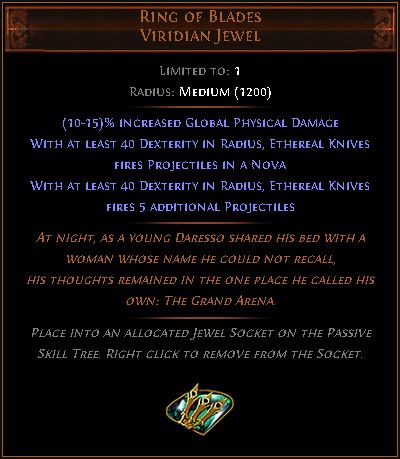 Ring of Blades
Viridian Jewel
Limited to: 1
Radius: Medium (1200)
(10-15)% increased Global Physical Damage
With at least 40 Dexterity in Radius, Ethereal Knives
fires Projectiles in a Nova
With at least 40 Dexterity in Radius, Ethereal Knives
fires 5 additional Projectiles
At night, as a young Daresso shared his bed with a
woman whose name he could not recall,
his thoughts remained in the one place he called his
own: The Grand Arena.
Place into an allocated Jewel Socket on the Passive
Skill Tree. Right click to remove from the Socket.